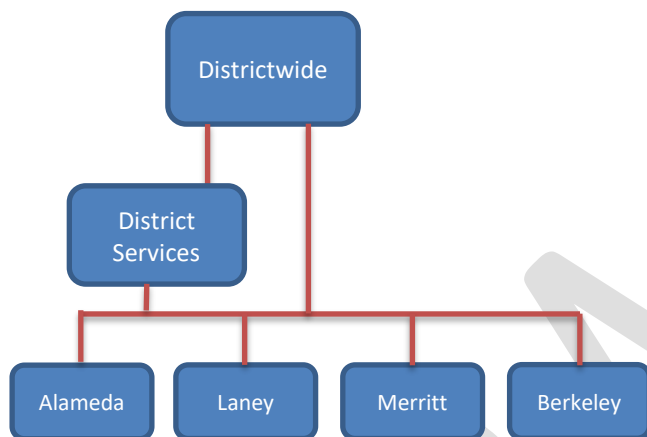 Districtwide
District
Services
Alameda
Laney
Merritt
Berkeley